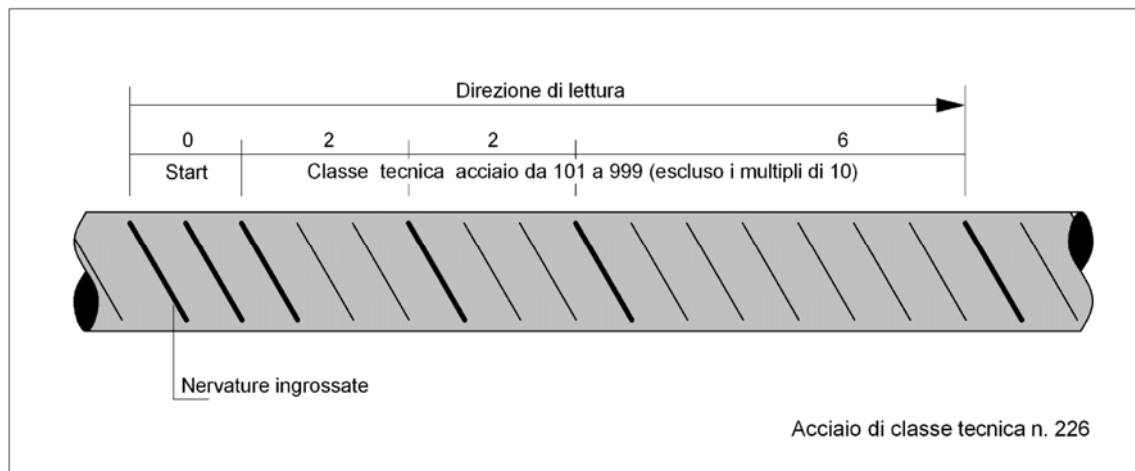 Direzione di lettura
0 2 2 6
Start Classe tecnica acciaio da 101 a 999 (escluso i multipli di 10)
Nervature ingrossate
Acciaio di classe tecnica n. 226